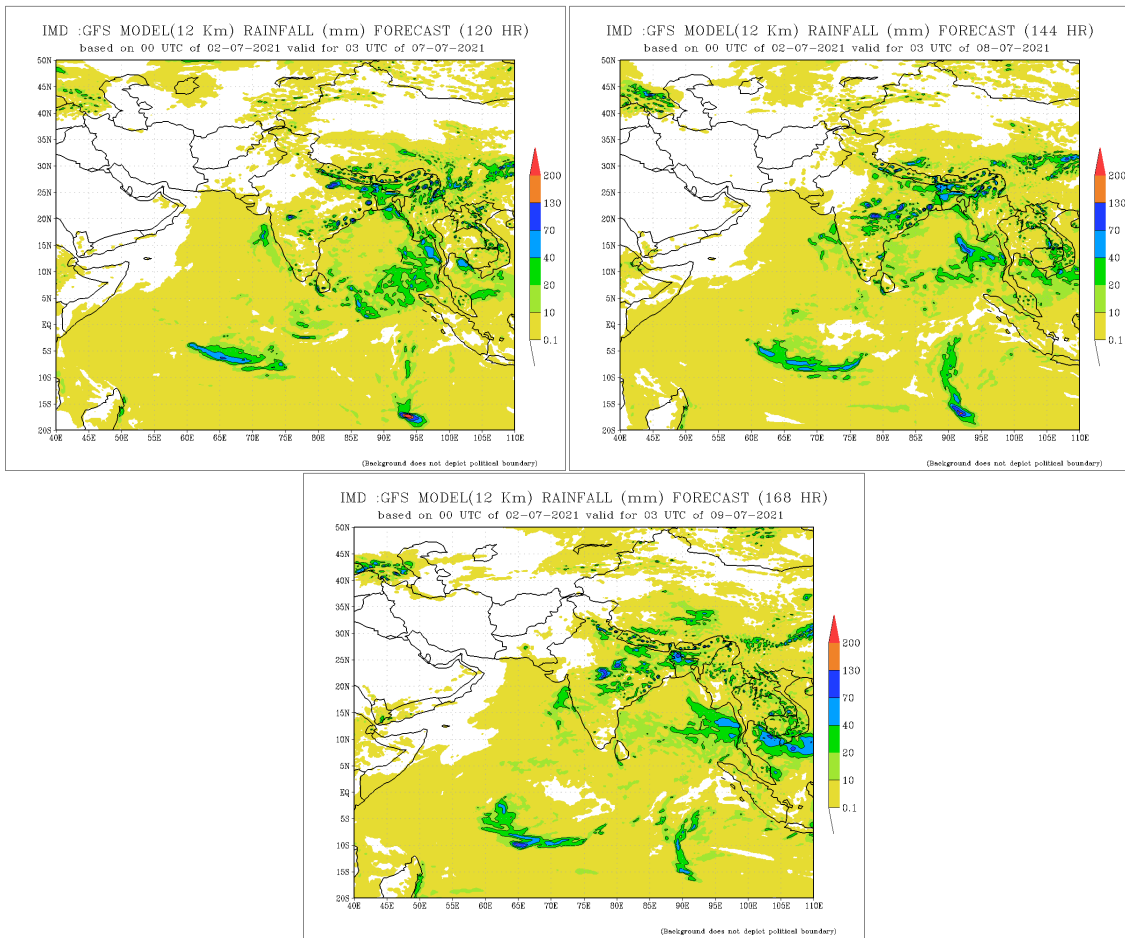 IMD :GFS MODEL(12 Km) RAINFALL (mm) FORECAST (120 HR)
based on 00 UTC of 02-07-2021 valid for 03 UTC of 07-07-2021
50N
45N
40N
35N
30N
25N
20N
15N
10N
5N
EQ
5S
10S
15S
20S
40E 45E 50E 55E 60E 65E 70E 75E 80E 85E 90E 95E 100E 105E 110E
200
130
70
40
20
10
0.1
(Background does not depict political boundary)
IMD :GFS MODEL(12 Km) RAINFALL (mm) FORECAST (144 HR)
based on 00 UTC of 02-07-2021 valid for 03 UTC of 08-07-2021
50N
45N
40N
35N
30N
25N
20N
15N
10N
5N
EQ
5S
10S
15S
20S
40E 45E 50E 55E 60E 65E 70E 75E 80E 85E 90E 95E 100E 105E 110E
200
130
70
40
20
10
0.1
(Background does not depict political boundary)
IMD :GFS MODEL(12 Km) RAINFALL (mm) FORECAST (168 HR)
based on 00 UTC of 02-07-2021 valid for 03 UTC of 09-07-2021
50N
45N
40N
35N
30N
25N
20N
15N
10N
5N
EQ
5S
10S
15S
20S
40E 45E 50E 55E 60E 65E 70E 75E 80E 85E 90E 95E 100E 105E 110E
200
130
70
40
20
10
0.1
(Background does not depict political boundary)